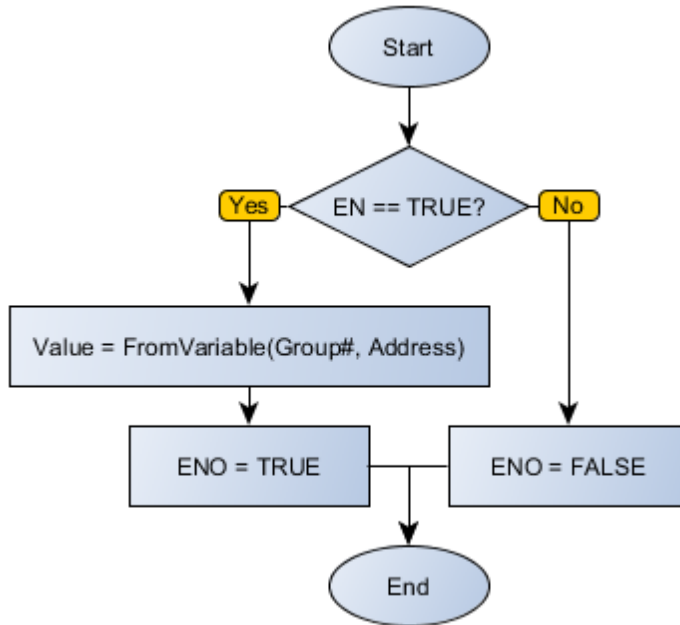 Start
EN == TRUE?
Yes
No
Value = FromVariable(Group#, Address)
ENO = TRUE
ENO = FALSE
End